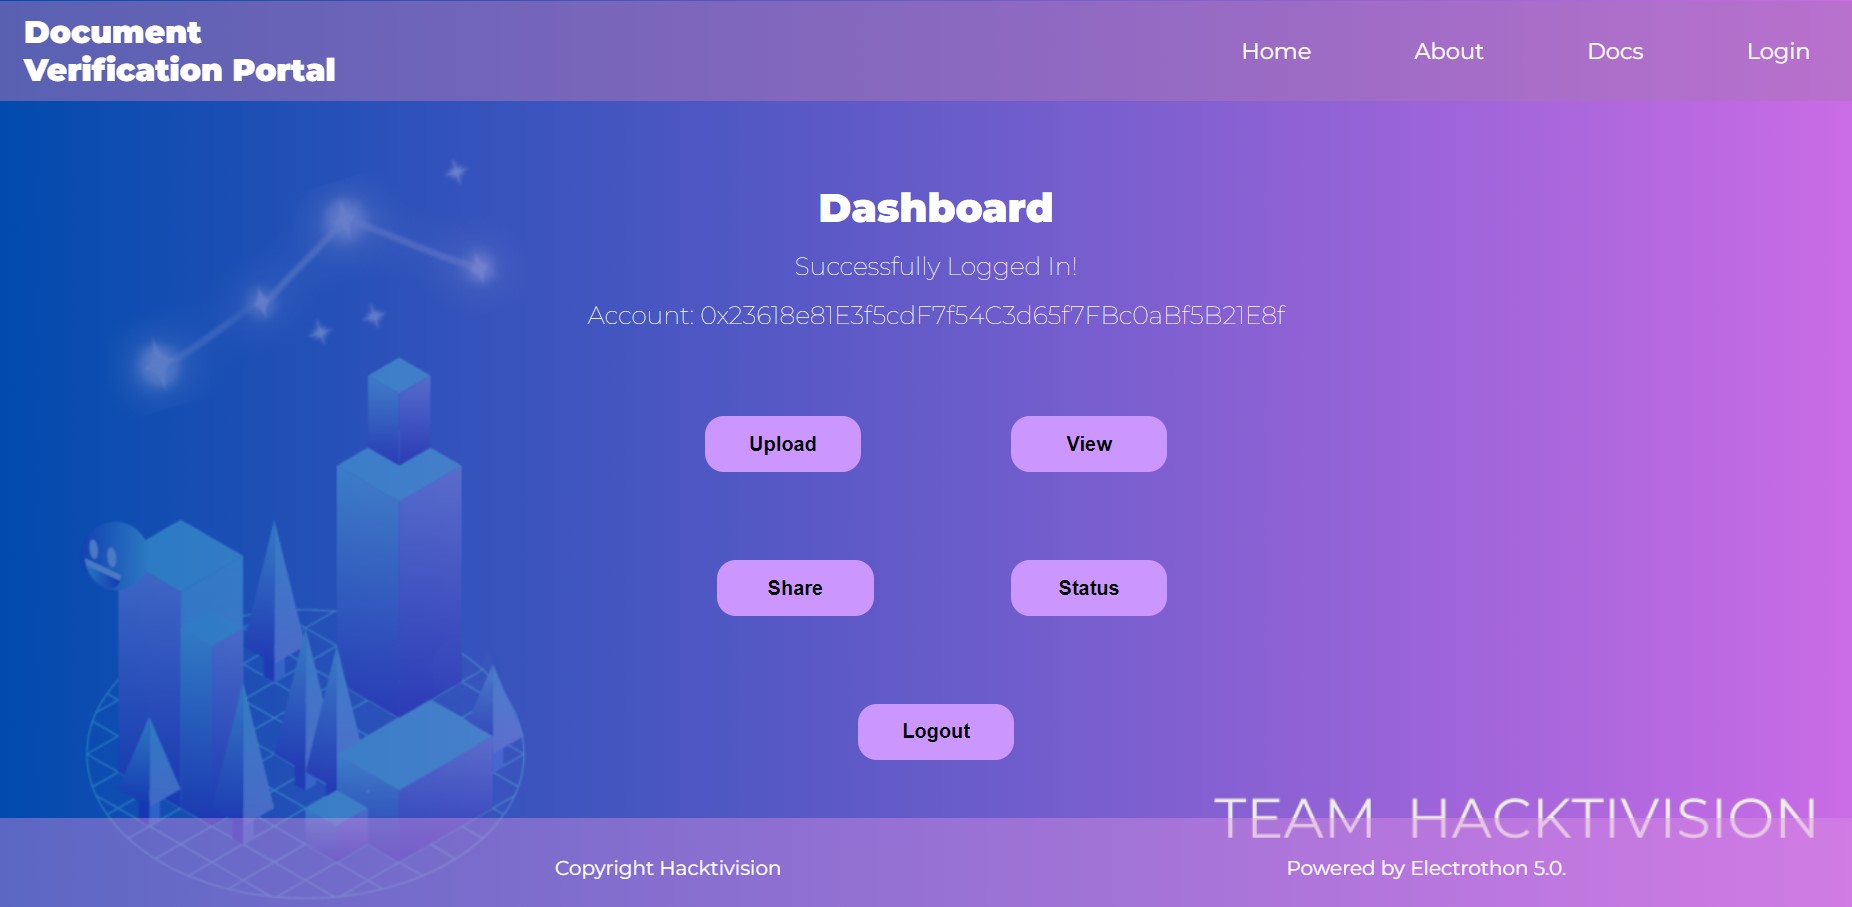 Document
Verification Portal
Home About Docs Login
Dashboard
Successfully Logged In!
Account: 0x23618e81E3f5cdF7f54C3d65f7FBc0aBf5B21E8f
Upload View
Share Status
Logout
TEAM HACKTIVISION
Copyright Hacktivision Powered by Electrothon 5.0.